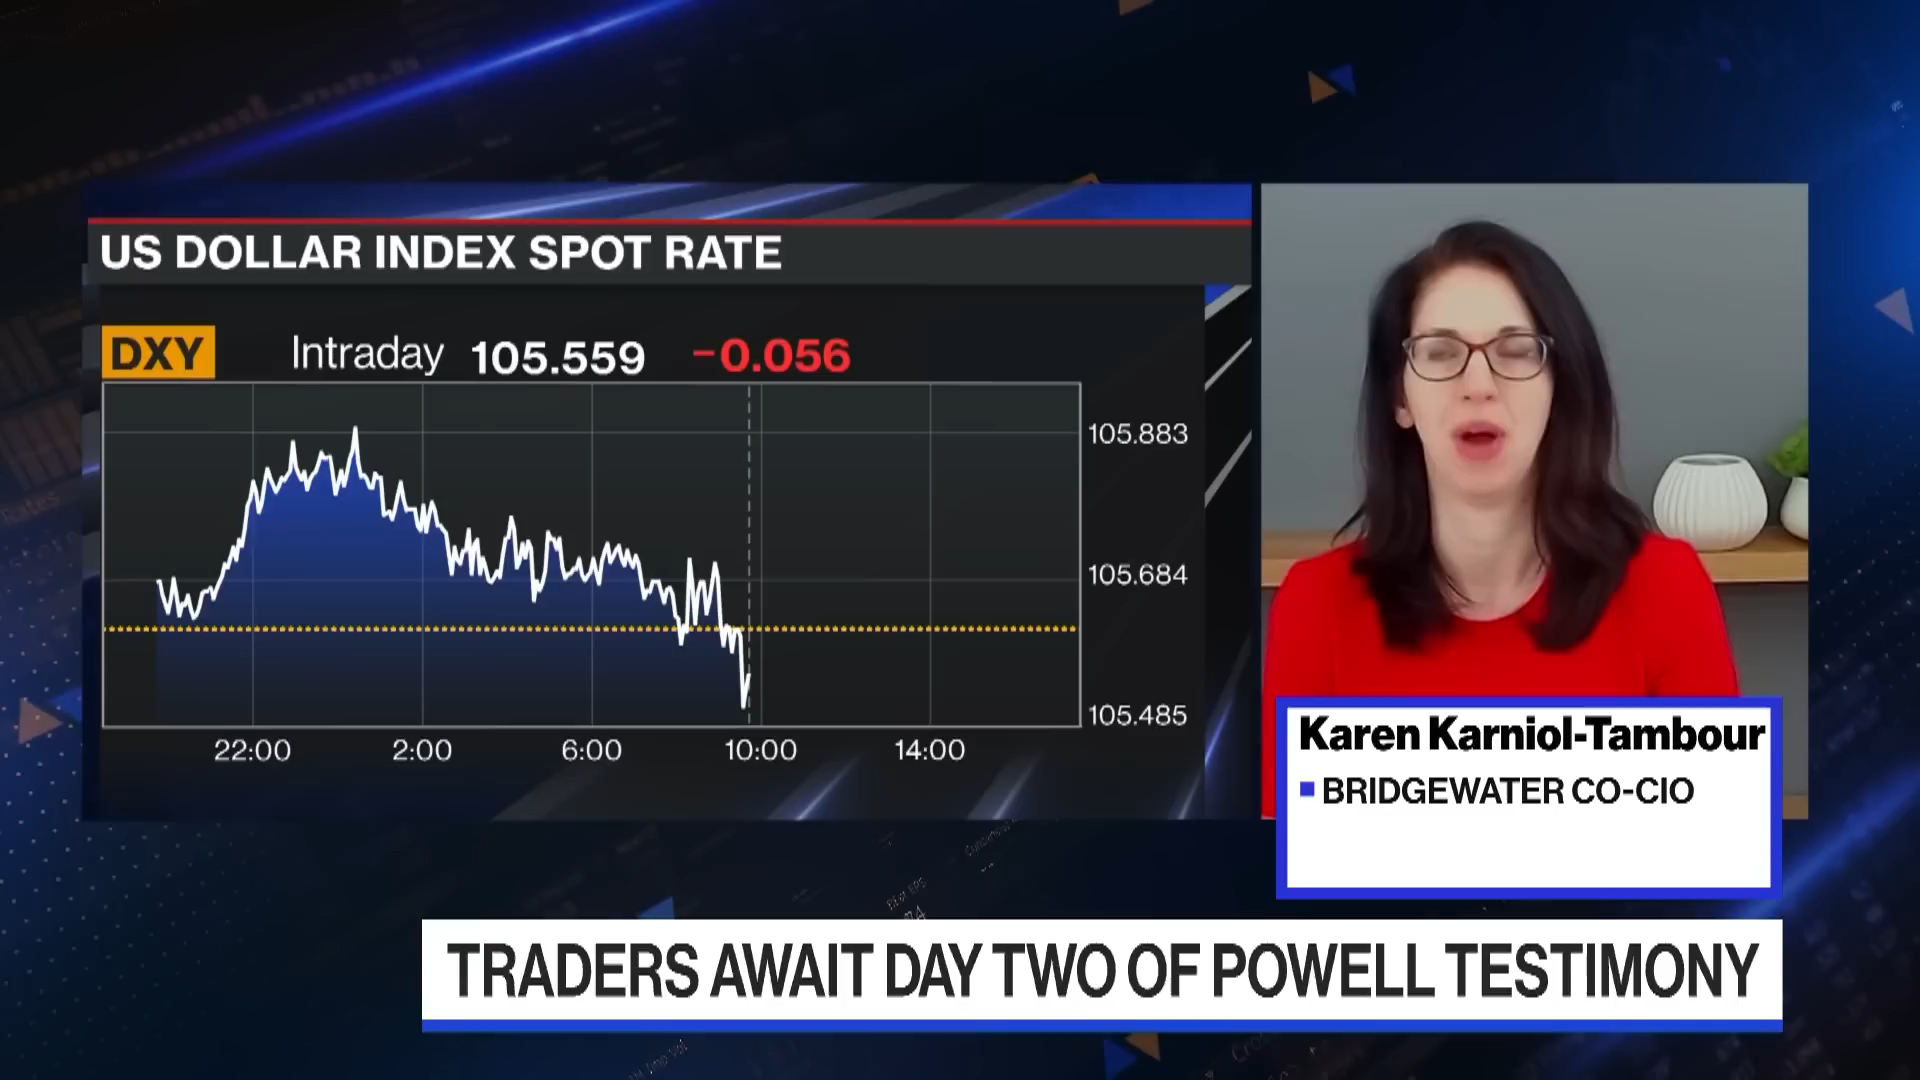 US DOLLAR INDEX SPOT RATE
DXY Intraday 105.559 −0.056
105.883
105.684
105.485
22:00 2:00 6:00 10:00 14:00
Karen Karniol-Tambour
BRIDGEWATER CO-CIO
TRADERS AWAIT DAY TWO OF POWELL TESTIMONY